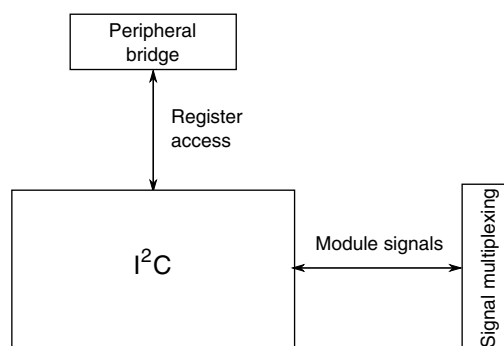 Peripheral
bridge
Register
access
I²C
Module signals
Signal multiplexing